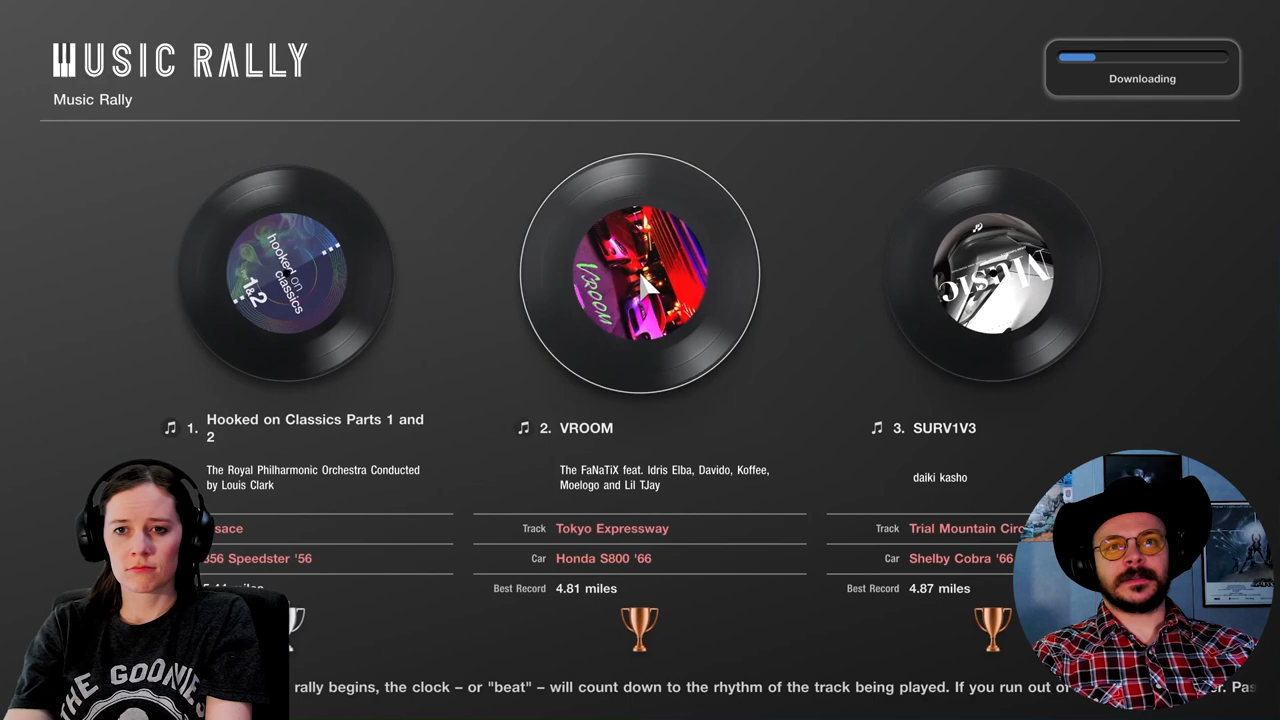 MUSIC RALLY
Music Rally
Downloading
hooked on
classics
1&2
VROOM
Music
1. Hooked on Classics Parts 1 and
2
The Royal Philharmonic Orchestra Conducted
by Louis Clark
356 Speedster '56
2. VROOM
The FaNaTiX feat. Idris Elba, Davido, Koffee,
Moelogo and Lil TJay
Track Tokyo Expressway
Car Honda S800 '66
Best Record 4.81 miles
3. SURV1V3
daiki kasho
Track Trial Mountain
Car Shelby Cobra '66
Best Record 4.87 miles
rally begins, the clock – or "beat" – will count down to the rhythm of the track being played. If you run out
THE GOONIES